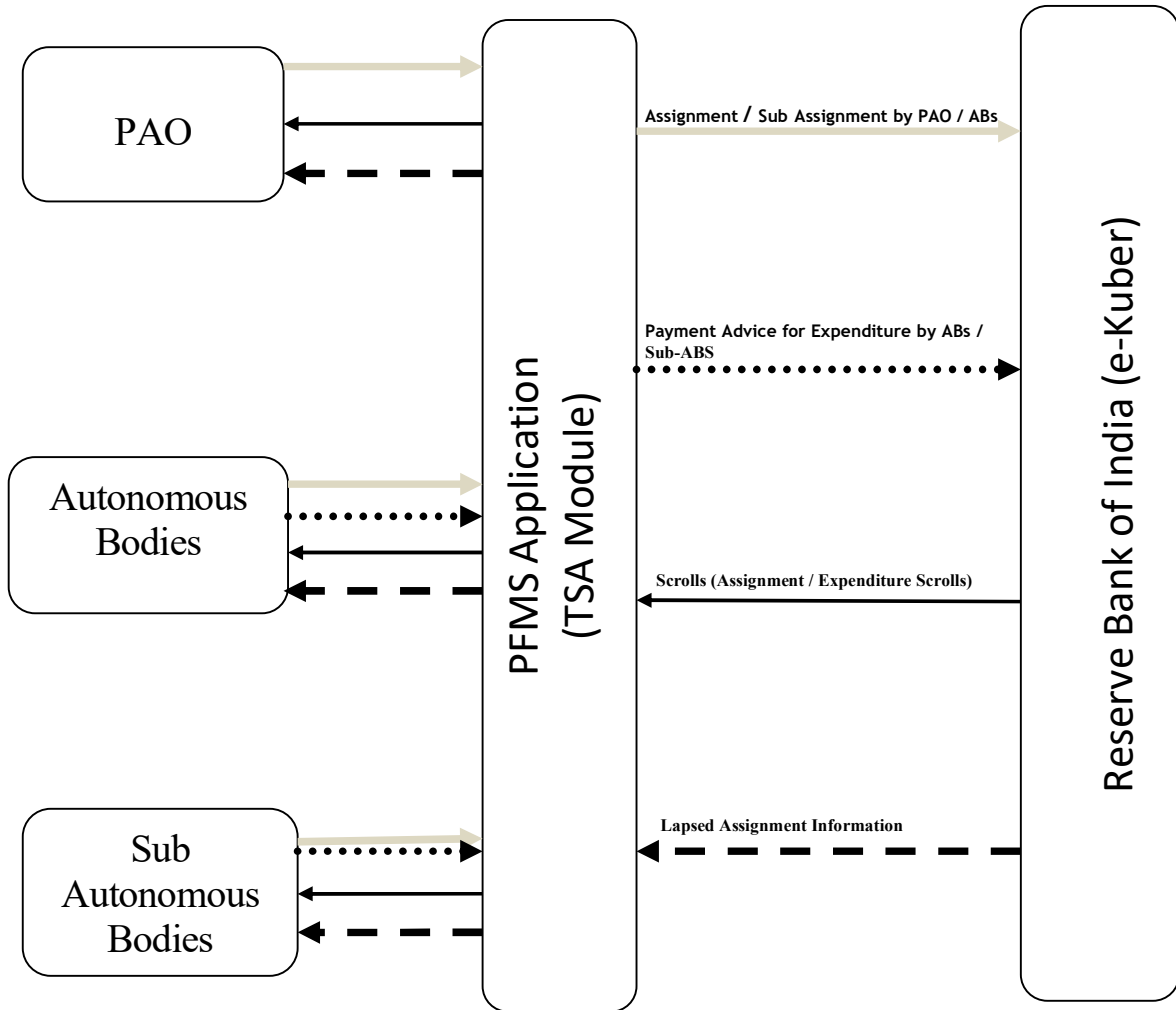 PAO
Assignment / Sub Assignment by PAO / ABs
Payment Advice for Expenditure by ABs /
Sub-ABS
Autonomous
Bodies
PFMS Application
(TSA Module)
Reserve Bank of India (e-Kuber)
Scrolls (Assignment / Expenditure Scrolls)
Lapsed Assignment Information
Sub
Autonomous
Bodies